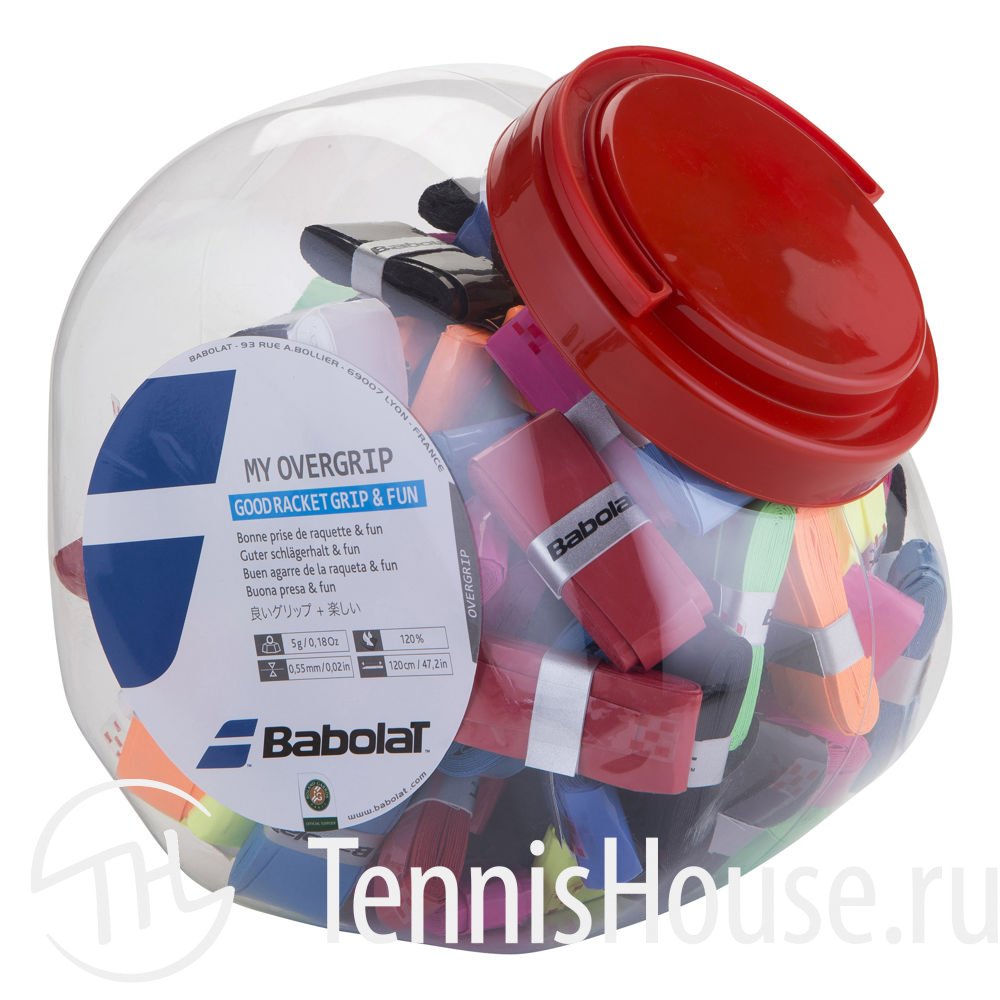 Babolat
BABOLAT - 93 RUE A.BOLLIER - 69007 LYON - FRANCE
MY OVERGRIP
GOOD RACKET GRIP & FUN
Bonne prise de raquette & fun
Guter schlägerhalt & fun
Buen agarre de la raqueta & fun
Buona presa & fun
良いグリップ + 楽しい
OVERGRIP
5g / 0,18Oz
120%
0,55mm / 0,02in
120cm / 47,2in
Babolat
BabolaT™
www.babolat.com
TH
TennisHouse.ru